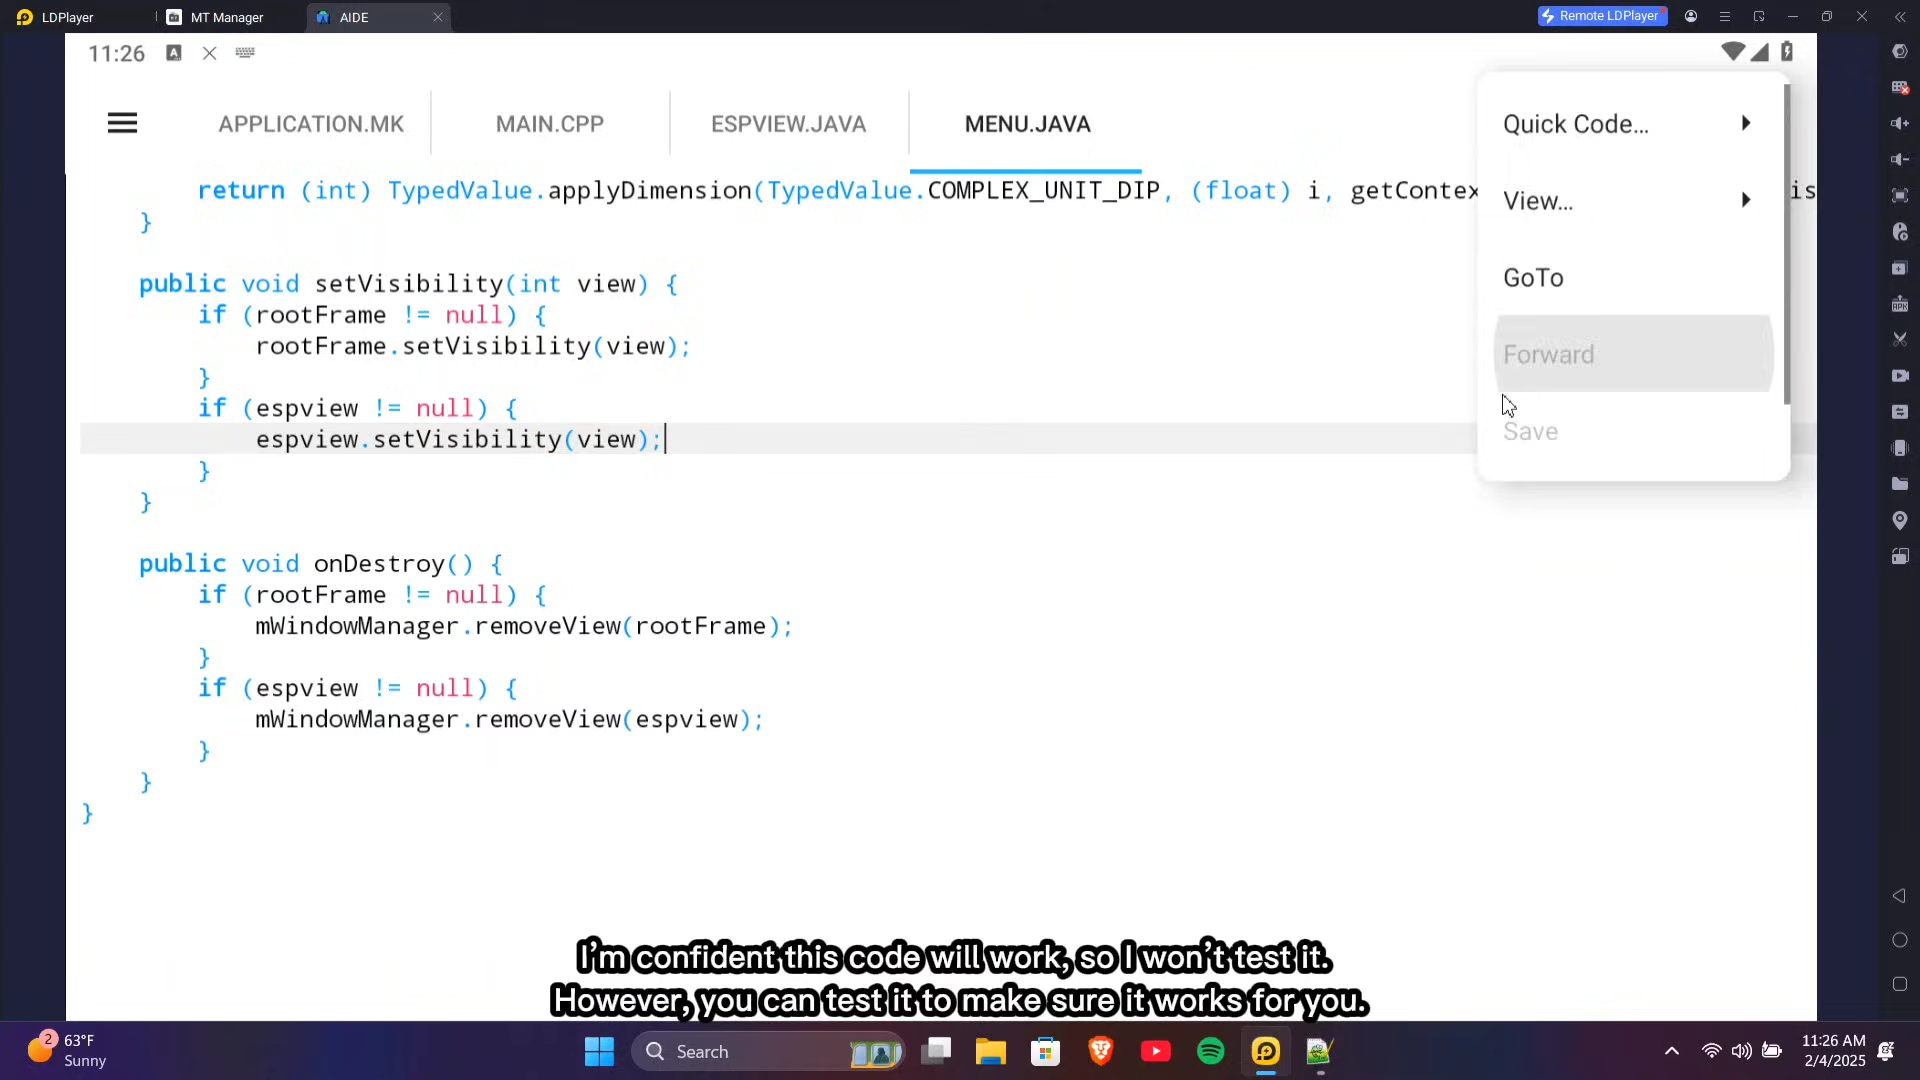 LDPlayer
MT Manager
AIDE
Remote LDPlayer
11:26
A
APPLICATION.MK
MAIN.CPP
ESPVIEW.JAVA
MENU.JAVA
return (int) TypedValue.applyDimension(TypedValue.COMPLEX_UNIT_DIP, (float) i, getContex
is
}
public void setVisibility(int view) {
if (rootFrame != null) {
rootFrame.setVisibility(view);
}
if (espview != null) {
espview.setVisibility(view);
}
}
public void onDestroy() {
if (rootFrame != null) {
mWindowManager.removeView(rootFrame);
}
if (espview != null) {
mWindowManager.removeView(espview);
}
}
}
Quick Code...
View...
GoTo
Forward
Save
I'm confident this code will work, so I won't test it.
However, you can test it to make sure it works for you.
2
63°F
Sunny
Search
11:26 AM
2/4/2025